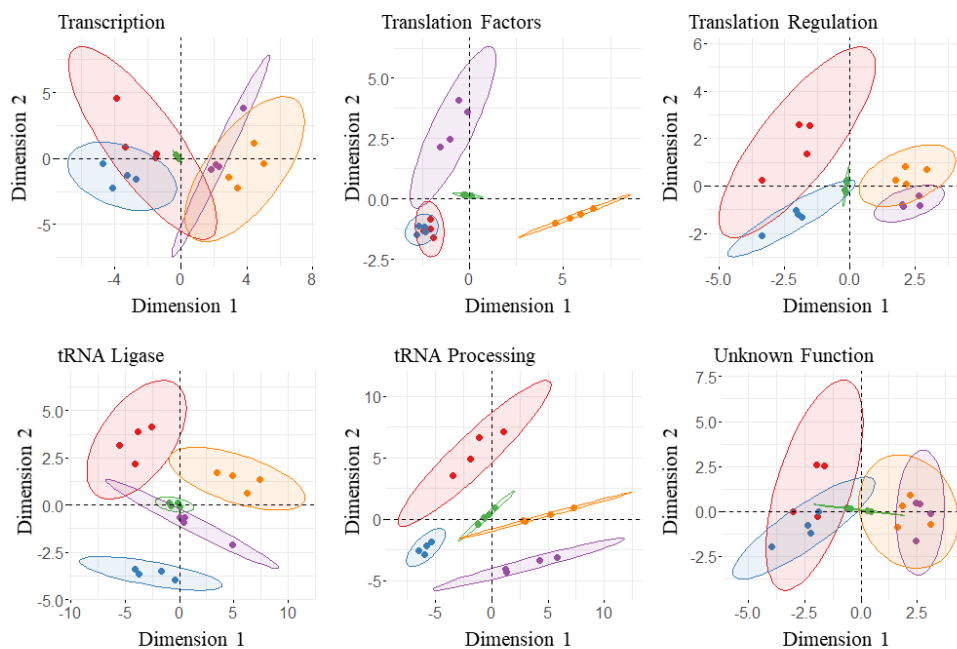 Transcription
Translation Factors
Translation Regulation
Dimension 2
5
0
-5
-4
0
4
8
Dimension 1
Dimension 2
5.0
2.5
0.0
-2.5
0
5
Dimension 1
Dimension 2
6
4
2
0
-2
-5.0
-2.5
0.0
2.5
Dimension 1
tRNA Ligase
tRNA Processing
Unknown Function
Dimension 2
5.0
2.5
0.0
-2.5
-5.0
-10
-5
0
5
10
Dimension 1
Dimension 2
10
5
0
-5
-5
0
5
10
Dimension 1
Dimension 2
7.5
5.0
2.5
0.0
-2.5
-5.0
-2.5
0.0
2.5
Dimension 1